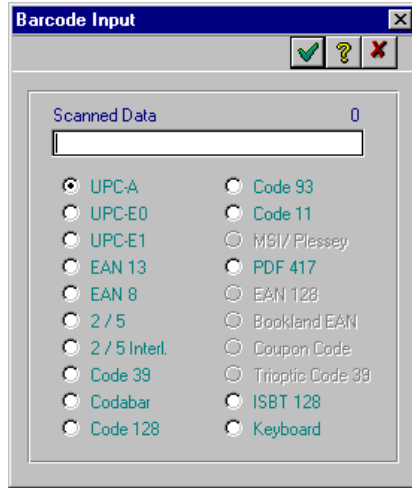 Barcode Input
Scanned Data 0
UPC-A
UPC-E0
UPC-E1
EAN 13
EAN 8
2 / 5
2 / 5 Interl.
Code 39
Codabar
Code 128
Code 93
Code 11
MSI/ Plessey
PDF 417
EAN 128
Bookland EAN
Coupon Code
Trioptic Code 39
ISBT 128
Keyboard